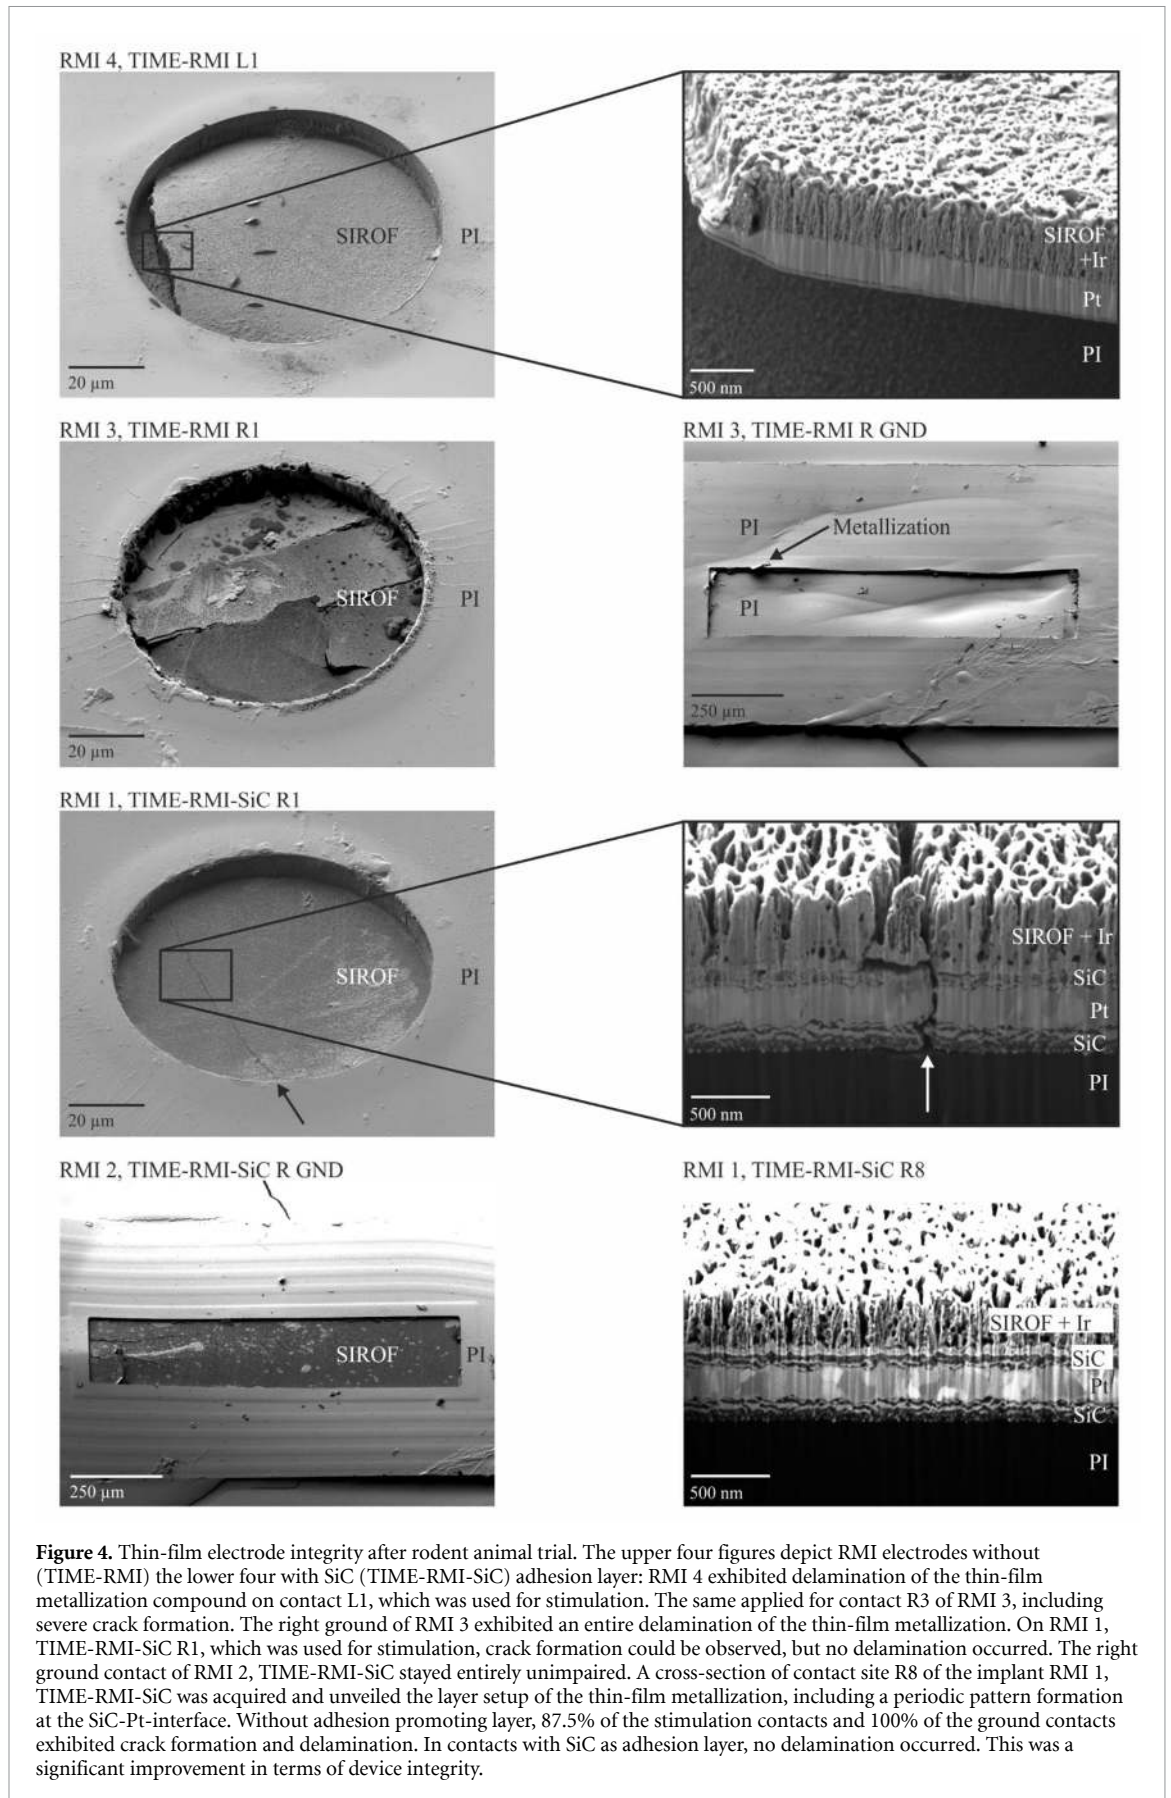 RMI 4, TIME-RMI L1
SIROF
PI
20 µm
SIROF
+Ir
Pt
PI
500 nm
RMI 3, TIME-RMI R1
SIROF
PI
20 µm
RMI 3, TIME-RMI R GND
PI
Metallization
PI
250 µm
RMI 1, TIME-RMI-SiC R1
SIROF
PI
20 µm
SIROF + Ir
SiC
Pt
SiC
PI
500 nm
RMI 2, TIME-RMI-SiC R GND
SIROF
PI
250 µm
RMI 1, TIME-RMI-SiC R8
SIROF + Ir
SiC
Pt
SiC
PI
500 nm
Figure 4. Thin-film electrode integrity after rodent animal trial. The upper four figures depict RMI electrodes without
(TIME-RMI) the lower four with SiC (TIME-RMI-SiC) adhesion layer: RMI 4 exhibited delamination of the thin-film
metallization compound on contact L1, which was used for stimulation. The same applied for contact R3 of RMI 3, including
severe crack formation. The right ground of RMI 3 exhibited an entire delamination of the thin-film metallization. On RMI 1,
TIME-RMI-SiC R1, which was used for stimulation, crack formation could be observed, but no delamination occurred. The right
ground contact of RMI 2, TIME-RMI-SiC stayed entirely unimpaired. A cross-section of contact site R8 of the implant RMI 1,
TIME-RMI-SiC was acquired and unveiled the layer setup of the thin-film metallization, including a periodic pattern formation
at the SiC-Pt-interface. Without adhesion promoting layer, 87.5% of the stimulation contacts and 100% of the ground contacts
exhibited crack formation and delamination. In contacts with SiC as adhesion layer, no delamination occurred. This was a
significant improvement in terms of device integrity.